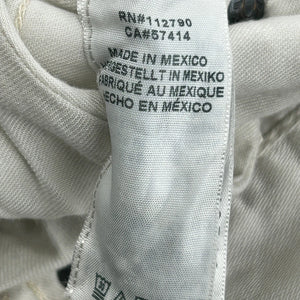 RN#112790
CA#57414
MADE IN MEXICO
HERGESTELLT IN MEXIKO
FABRIQUÉ AU MEXIQUE
HECHO EN MÉXICO